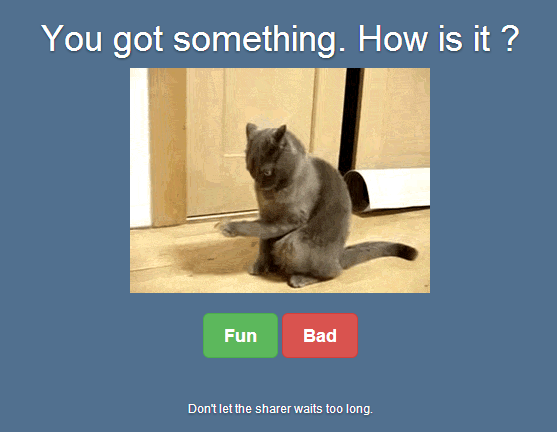 You got something. How is it ?
Fun
Bad
Don't let the sharer waits too long.